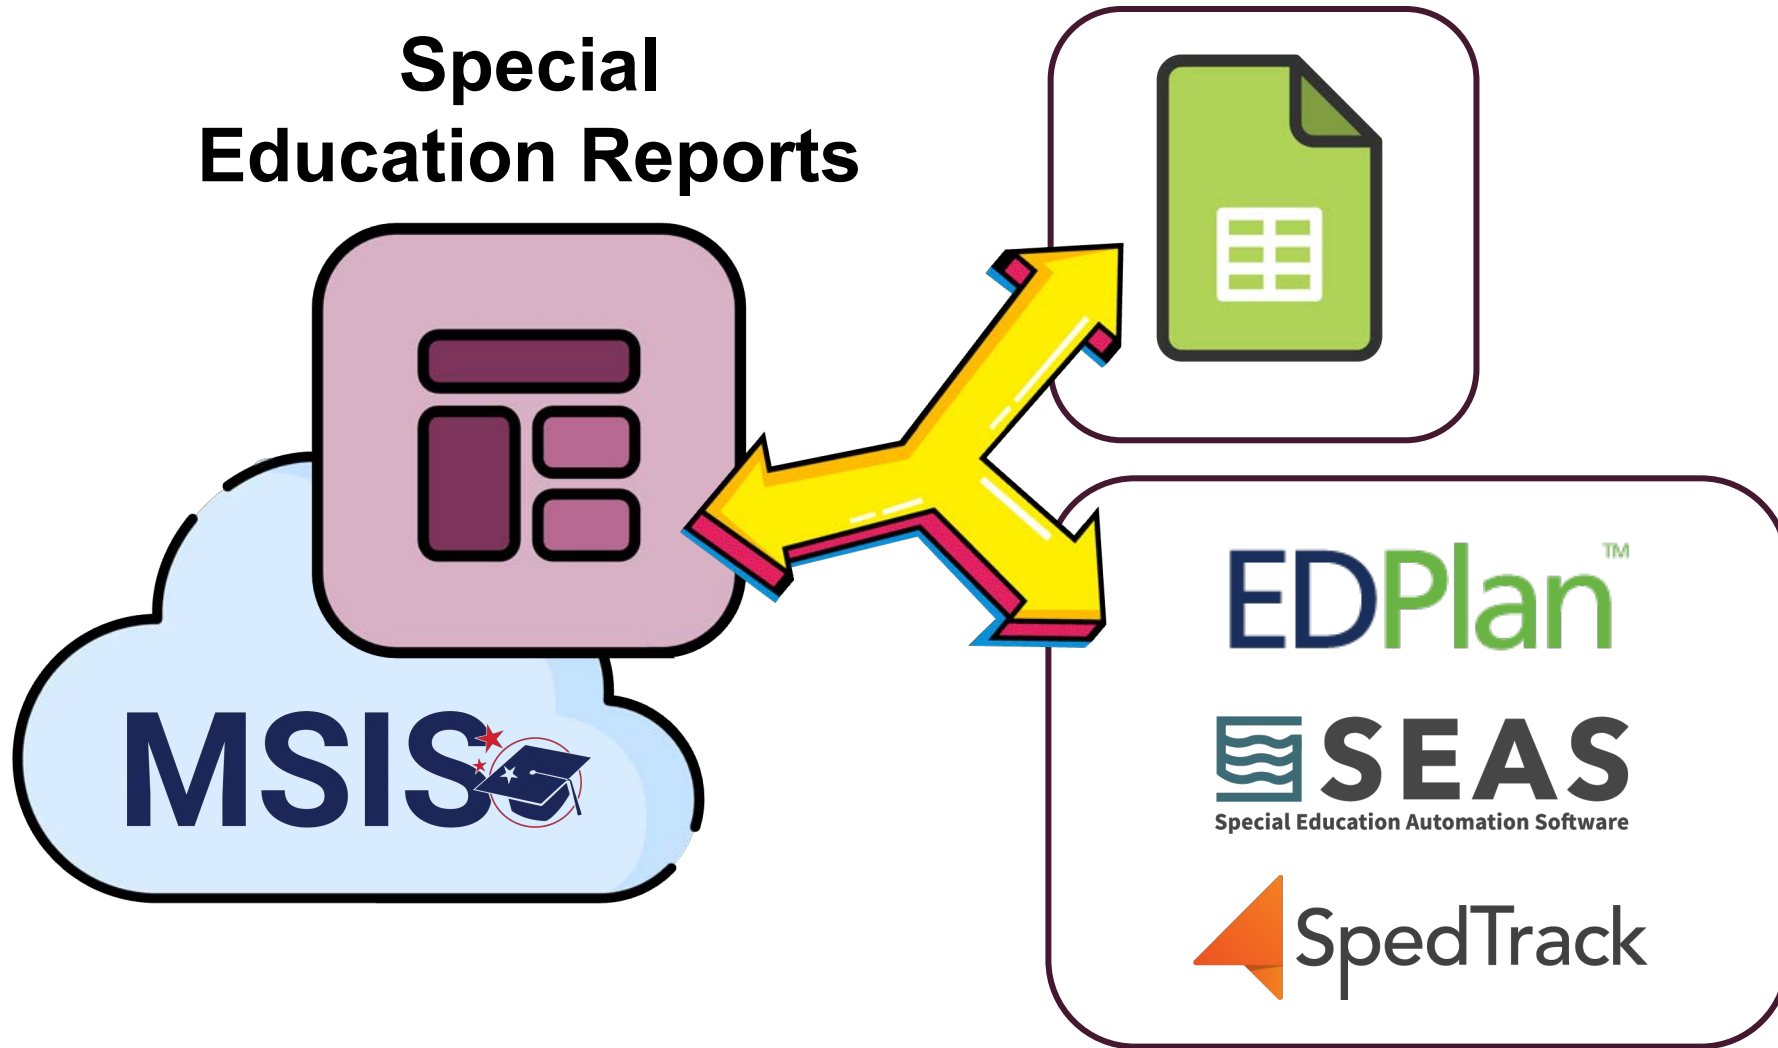 Special
Education Reports
MSIS
EDPlan™
SEAS
Special Education Automation Software
SpedTrack